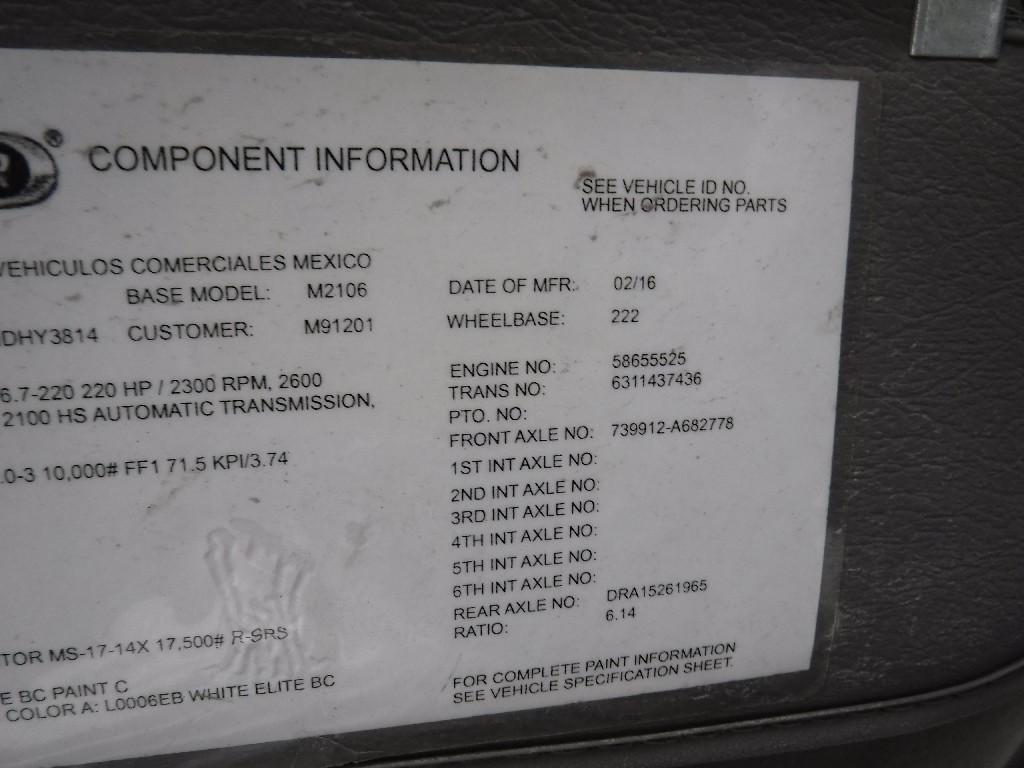 R ®
COMPONENT INFORMATION
SEE VEHICLE ID NO.
WHEN ORDERING PARTS
VEHICULOS COMERCIALES MEXICO
BASE MODEL: M2106
DHY3814 CUSTOMER: M91201
6.7-220 220 HP / 2300 RPM, 2600
2100 HS AUTOMATIC TRANSMISSION,
.0-3 10,000# FF1 71.5 KPI/3.74
TOR MS-17-14X 17,500# R-SRS
E BC PAINT C
COLOR A: L0006EB WHITE ELITE BC
DATE OF MFR: 02/16
WHEELBASE: 222
ENGINE NO: 58655525
TRANS NO: 6311437436
PTO. NO:
FRONT AXLE NO: 739912-A682778
1ST INT AXLE NO:
2ND INT AXLE NO:
3RD INT AXLE NO:
4TH INT AXLE NO:
5TH INT AXLE NO:
6TH INT AXLE NO:
REAR AXLE NO: DRA15261965
RATIO: 6.14
FOR COMPLETE PAINT INFORMATION
SEE VEHICLE SPECIFICATION SHEET.